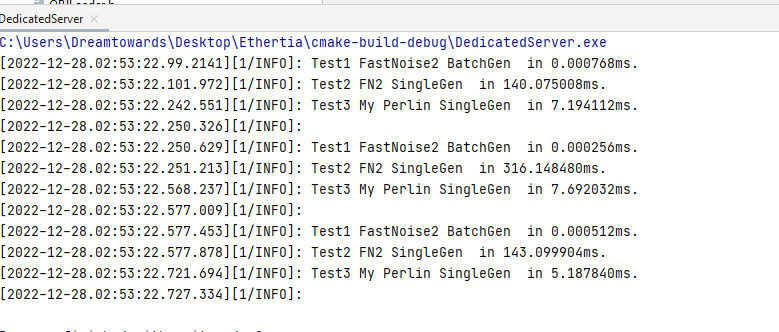 DedicatedServer ×
C:\Users\Dreamtowards\Desktop\Ethertia\cmake-build-debug\DedicatedServer.exe
[2022-12-28.02:53:22.99.2141][1/INFO]: Test1 FastNoise2 BatchGen  in 0.000768ms.
[2022-12-28.02:53:22.101.972][1/INFO]: Test2 FN2 SingleGen  in 140.075008ms.
[2022-12-28.02:53:22.242.551][1/INFO]: Test3 My Perlin SingleGen  in 7.194112ms.
[2022-12-28.02:53:22.250.326][1/INFO]:
[2022-12-28.02:53:22.250.629][1/INFO]: Test1 FastNoise2 BatchGen  in 0.000256ms.
[2022-12-28.02:53:22.251.213][1/INFO]: Test2 FN2 SingleGen  in 316.148480ms.
[2022-12-28.02:53:22.568.237][1/INFO]: Test3 My Perlin SingleGen  in 7.692032ms.
[2022-12-28.02:53:22.577.009][1/INFO]:
[2022-12-28.02:53:22.577.453][1/INFO]: Test1 FastNoise2 BatchGen  in 0.000512ms.
[2022-12-28.02:53:22.577.878][1/INFO]: Test2 FN2 SingleGen  in 143.099904ms.
[2022-12-28.02:53:22.721.694][1/INFO]: Test3 My Perlin SingleGen  in 5.187840ms.
[2022-12-28.02:53:22.727.334][1/INFO]: